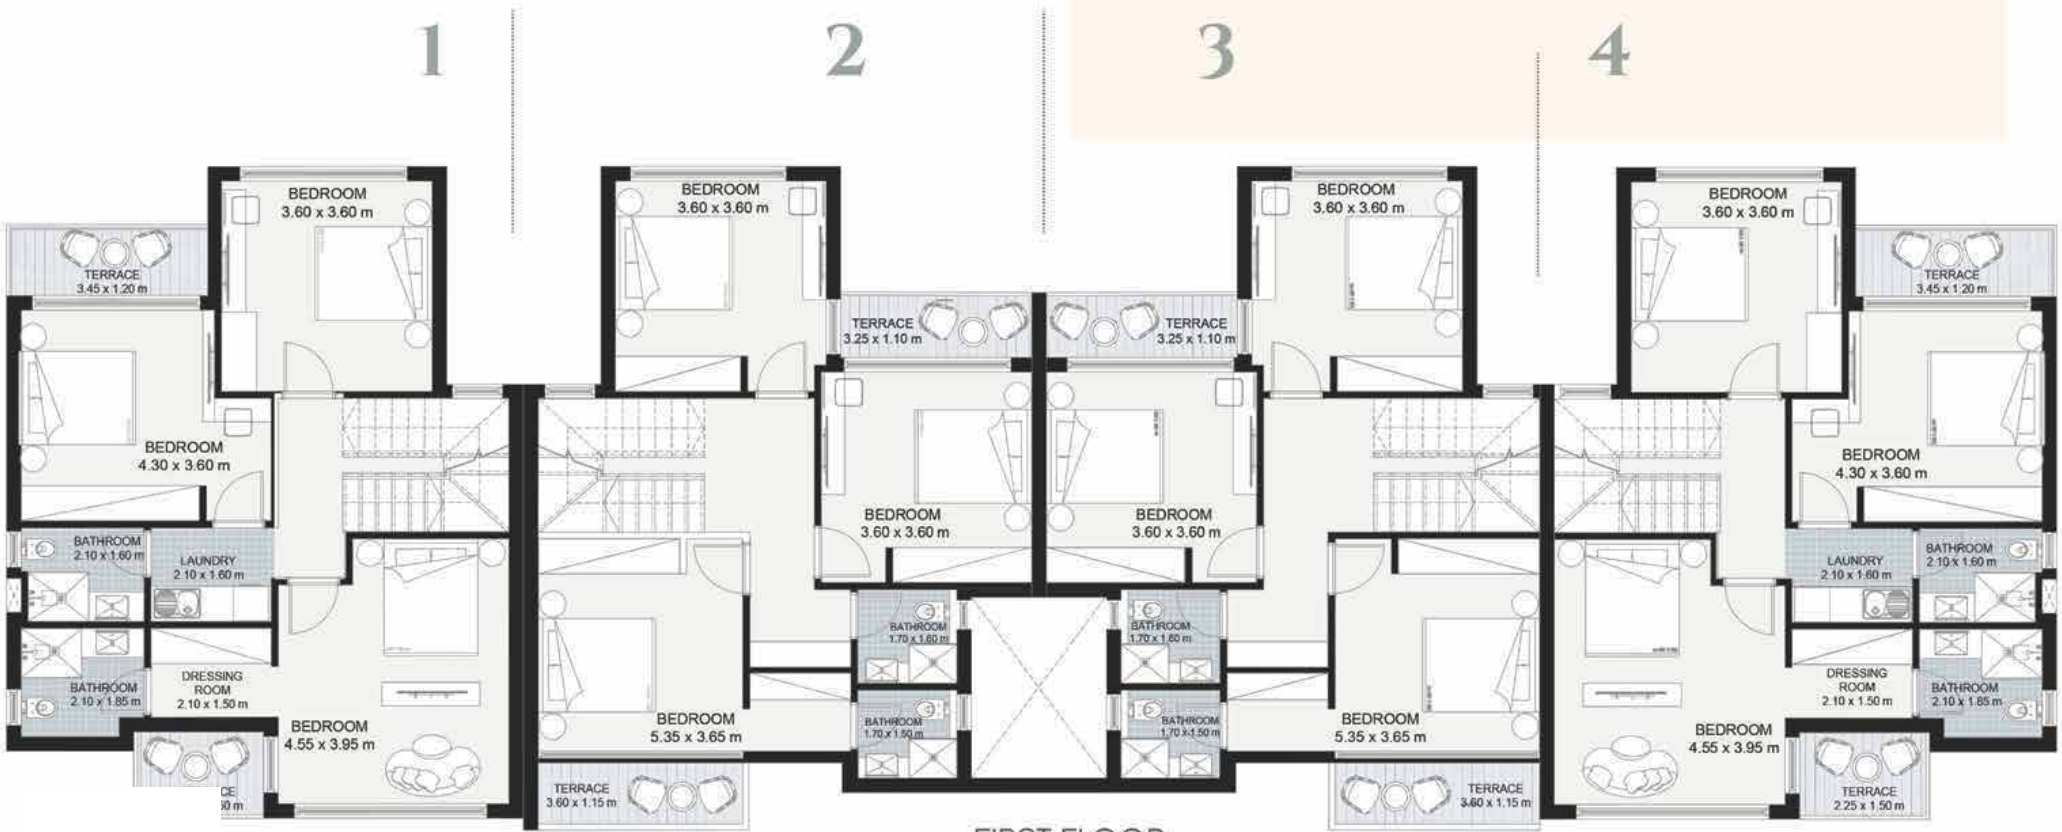 1
2
3
4
BEDROOM
3.60 x 3.60 m
TERRACE
3.45 x 1.20 m
BEDROOM
4.30 x 3.60 m
BATHROOM
2.10 x 1.60 m
LAUNDRY
2.10 x 1.60 m
BATHROOM
2.10 x 1.85 m
DRESSING
ROOM
2.10 x 1.50 m
BEDROOM
4.55 x 3.95 m
BEDROOM
3.60 x 3.60 m
TERRACE
3.25 x 1.10 m
BEDROOM
3.60 x 3.60 m
BATHROOM
1.70 x 1.60 m
BEDROOM
5.35 x 3.65 m
BATHROOM
1.70 x 1.50 m
TERRACE
3.60 x 1.15 m
BEDROOM
3.60 x 3.60 m
TERRACE
3.25 x 1.10 m
BEDROOM
3.60 x 3.60 m
BATHROOM
1.70 x 1.60 m
BATHROOM
1.70 x 1.50 m
BEDROOM
5.35 x 3.65 m
TERRACE
3.60 x 1.15 m
BEDROOM
3.60 x 3.60 m
TERRACE
3.45 x 1.20 m
BEDROOM
4.30 x 3.60 m
LAUNDRY
2.10 x 1.60 m
BATHROOM
2.10 x 1.60 m
DRESSING
ROOM
2.10 x 1.50 m
BATHROOM
2.10 x 1.85 m
BEDROOM
4.55 x 3.95 m
TERRACE
2.25 x 1.50 m
FIRST FLOOR